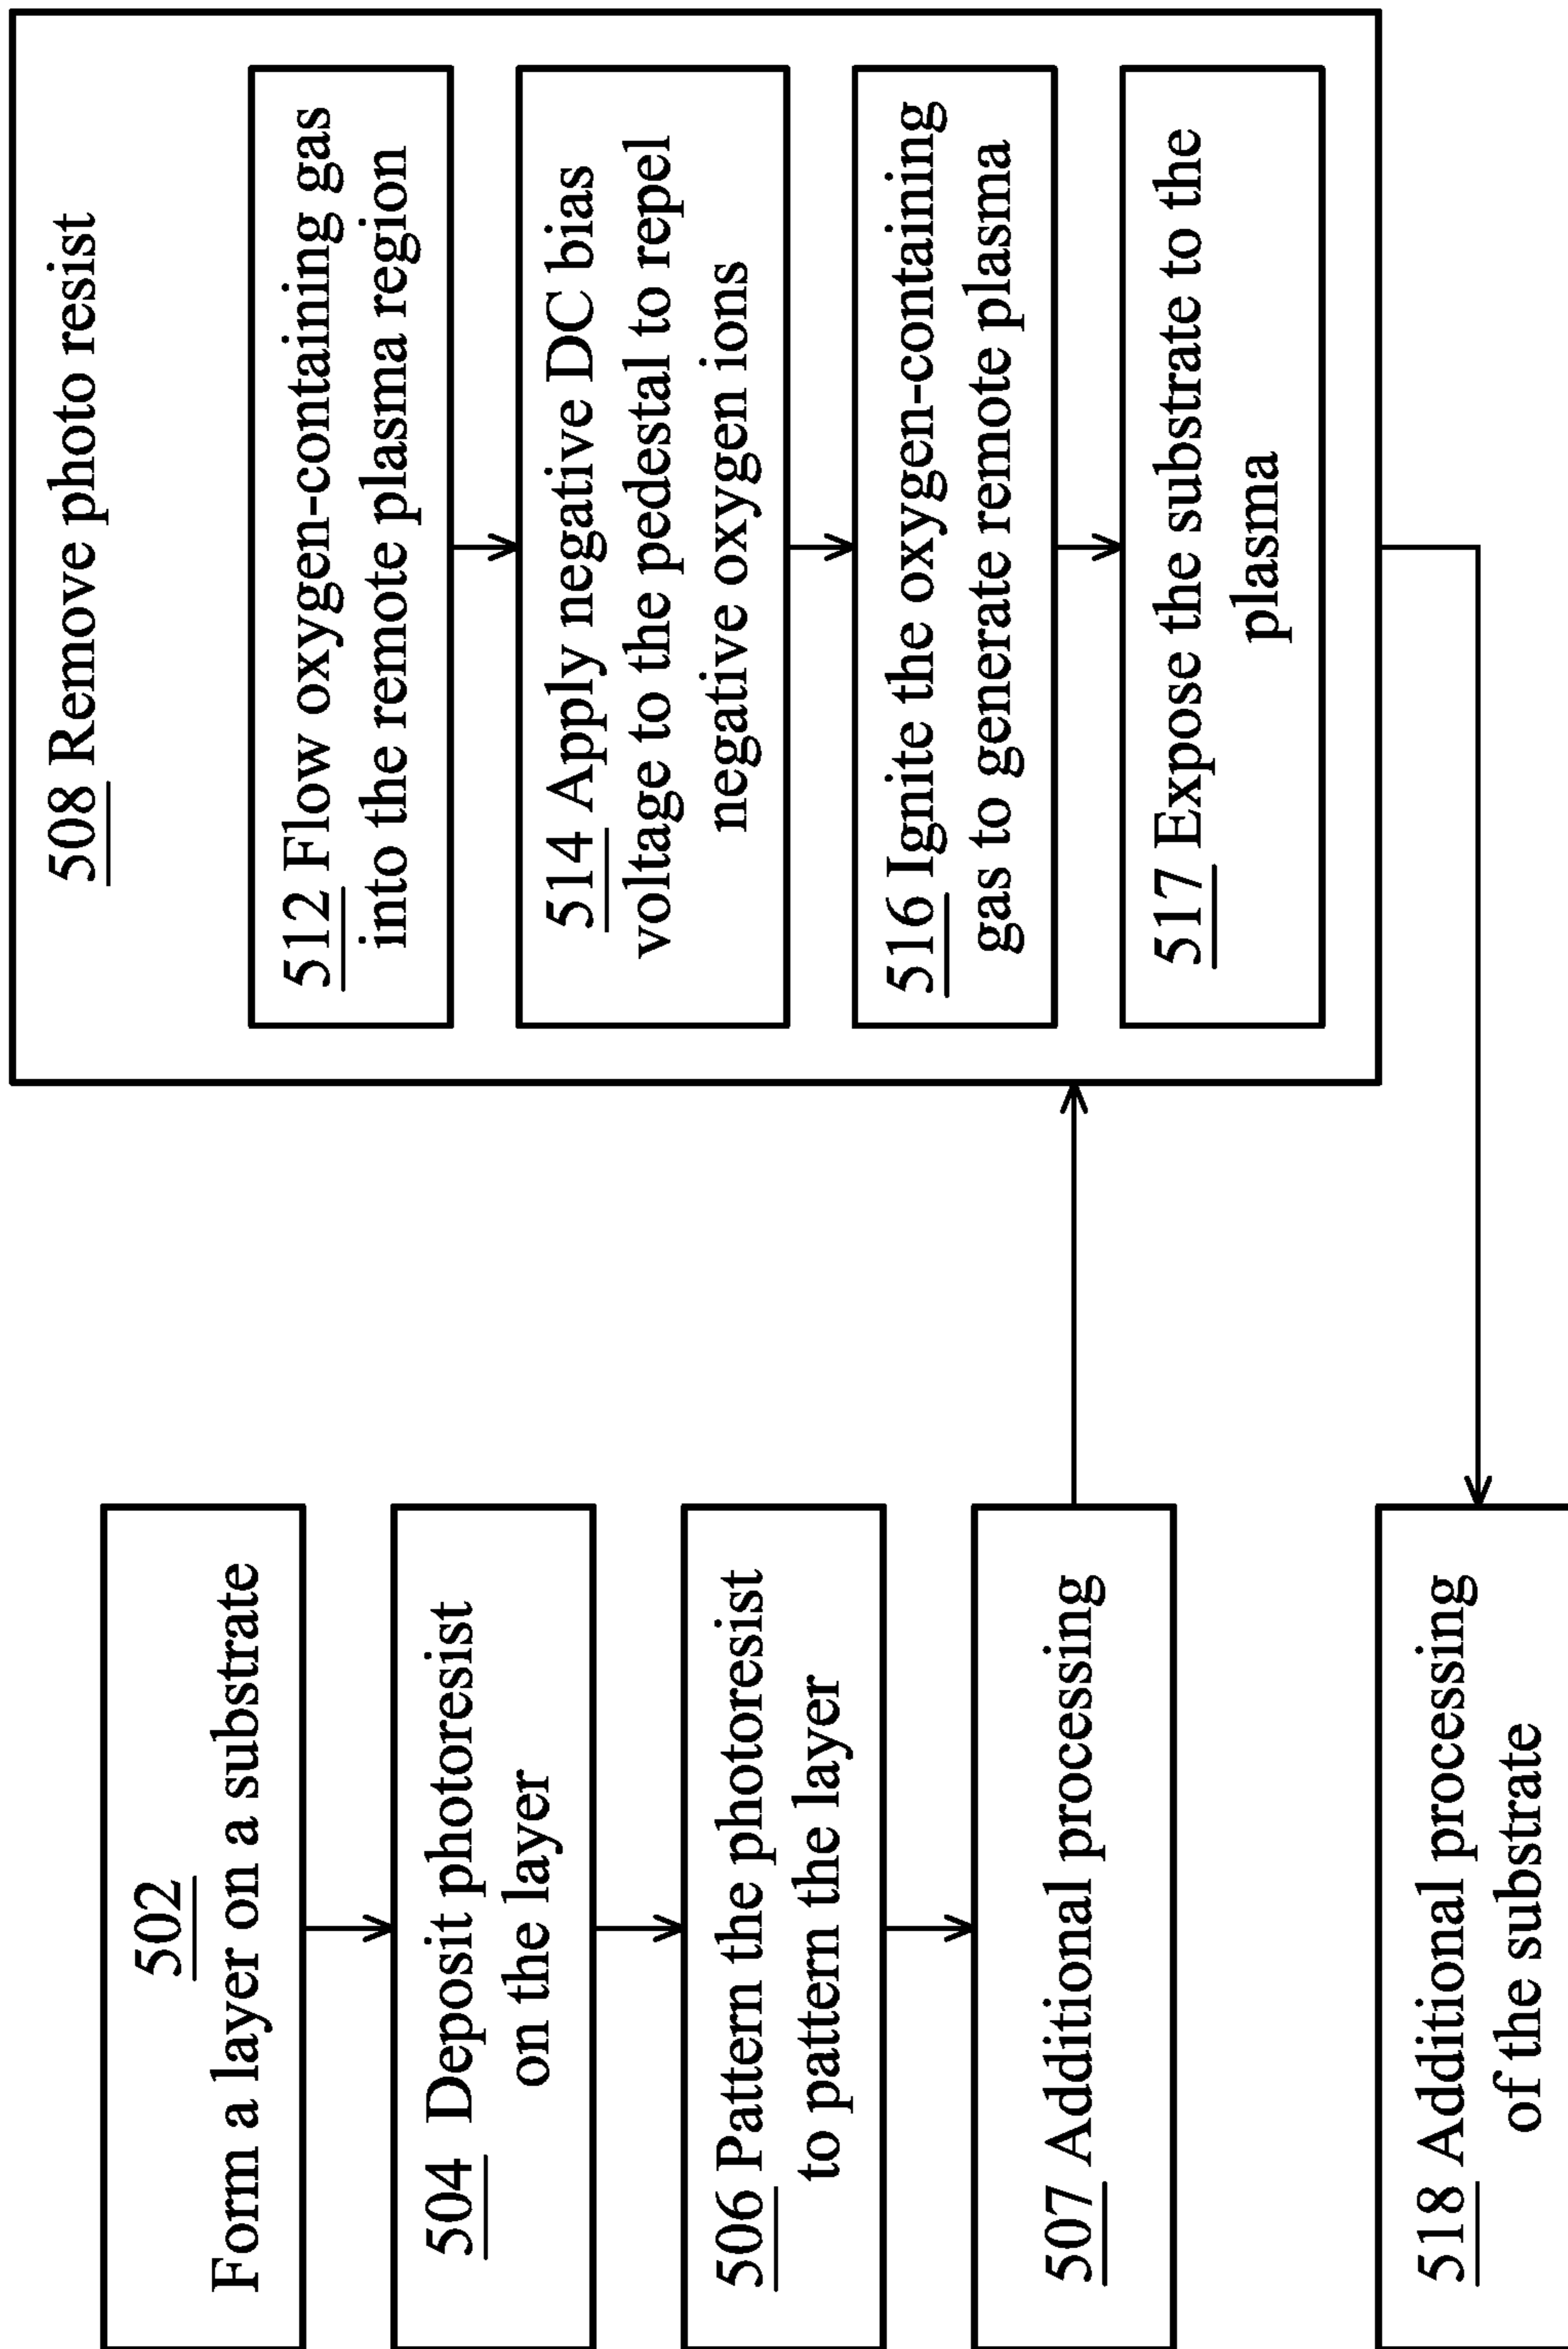 502
Form a layer on a substrate
504 Deposit photoresist
on the layer
506 Pattern the photoresist
to pattern the layer
507 Additional processing
508 Remove photo resist
512 Flow oxygen-containing gas
into the remote plasma region
514 Apply negative DC bias
voltage to the pedestal to repel
negative oxygen ions
516 Ignite the oxygen-containing
gas to generate remote plasma
517 Expose the substrate to the
plasma
518 Additional processing
of the substrate